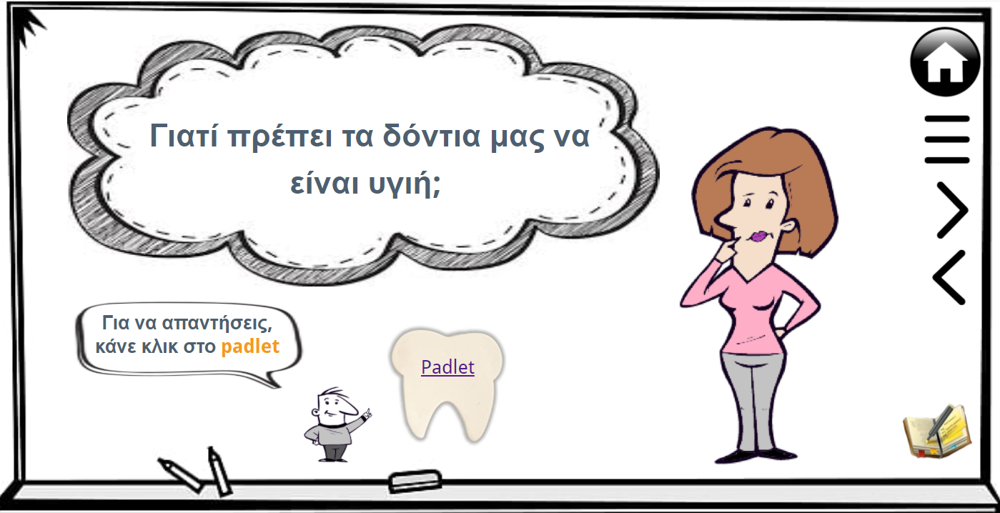 Γιατί πρέπει τα δόντια μας να
είναι υγιή;
Για να απαντήσεις,
κάνε κλικ στο padlet
Padlet